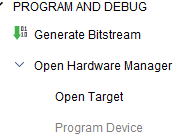 PROGRAM AND DEBUG
Generate Bitstream
Open Hardware Manager
Open Target
Program Device